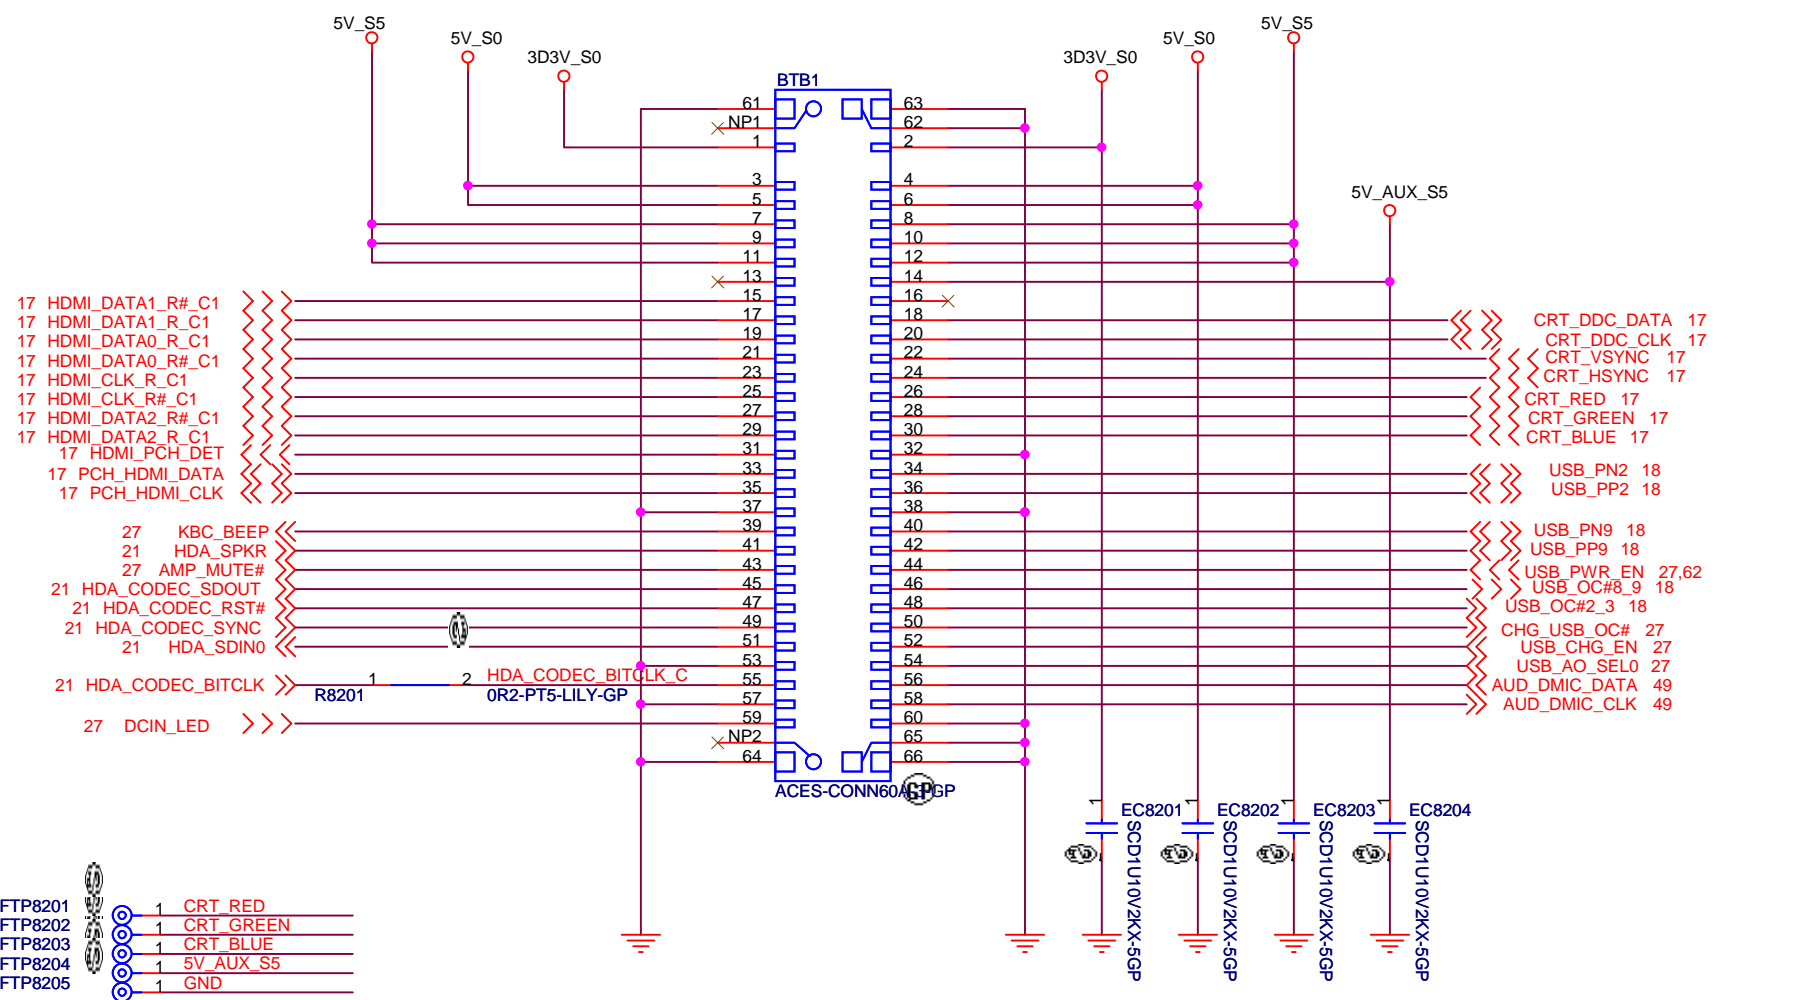 5V_S5
5V_S0
3D3V_S0
3D3V_S0
5V_S0
5V_S5
5V_AUX_S5
BTB1
61 63
NP1 62
1 2
3 4
5 6
7 8
9 10
11 12
13 14
15 16
17 18
19 20
21 22
23 24
25 26
27 28
29 30
31 32
33 34
35 36
37 38
39 40
41 42
43 44
45 46
47 48
49 50
51 52
53 54
55 56
57 58
59 60
NP2 65
64 66
ACES-CONN60A-3-GP
GP
17 HDMI_DATA1_R#_C1
17 HDMI_DATA1_R_C1
17 HDMI_DATA0_R_C1
17 HDMI_DATA0_R#_C1
17 HDMI_CLK_R_C1
17 HDMI_CLK_R#_C1
17 HDMI_DATA2_R#_C1
17 HDMI_DATA2_R_C1
17 HDMI_PCH_DET
17 PCH_HDMI_DATA
17 PCH_HDMI_CLK
27 KBC_BEEP
21 HDA_SPKR
27 AMP_MUTE#
21 HDA_CODEC_SDOUT
21 HDA_CODEC_RST#
21 HDA_CODEC_SYNC
21 HDA_SDIN0
21 HDA_CODEC_BITCLK
1 2
R8201
HDA_CODEC_BITCLK_C
0R2-PT5-LILY-GP
27 DCIN_LED
CRT_DDC_DATA 17
CRT_DDC_CLK 17
CRT_VSYNC 17
CRT_HSYNC 17
CRT_RED 17
CRT_GREEN 17
CRT_BLUE 17
USB_PN2 18
USB_PP2 18
USB_PN9 18
USB_PP9 18
USB_PWR_EN 27,62
USB_OC#8_9 18
USB_OC#2_3 18
CHG_USB_OC# 27
USB_CHG_EN 27
USB_AO_SEL0 27
AUD_DMIC_DATA 49
AUD_DMIC_CLK 49
1 EC8201
SCD1U10V2KX-5GP
1 EC8202
SCD1U10V2KX-5GP
1 EC8203
SCD1U10V2KX-5GP
1 EC8204
SCD1U10V2KX-5GP
FTP8201 1 CRT_RED
FTP8202 1 CRT_GREEN
FTP8203 1 CRT_BLUE
FTP8204 1 5V_AUX_S5
FTP8205 1 GND